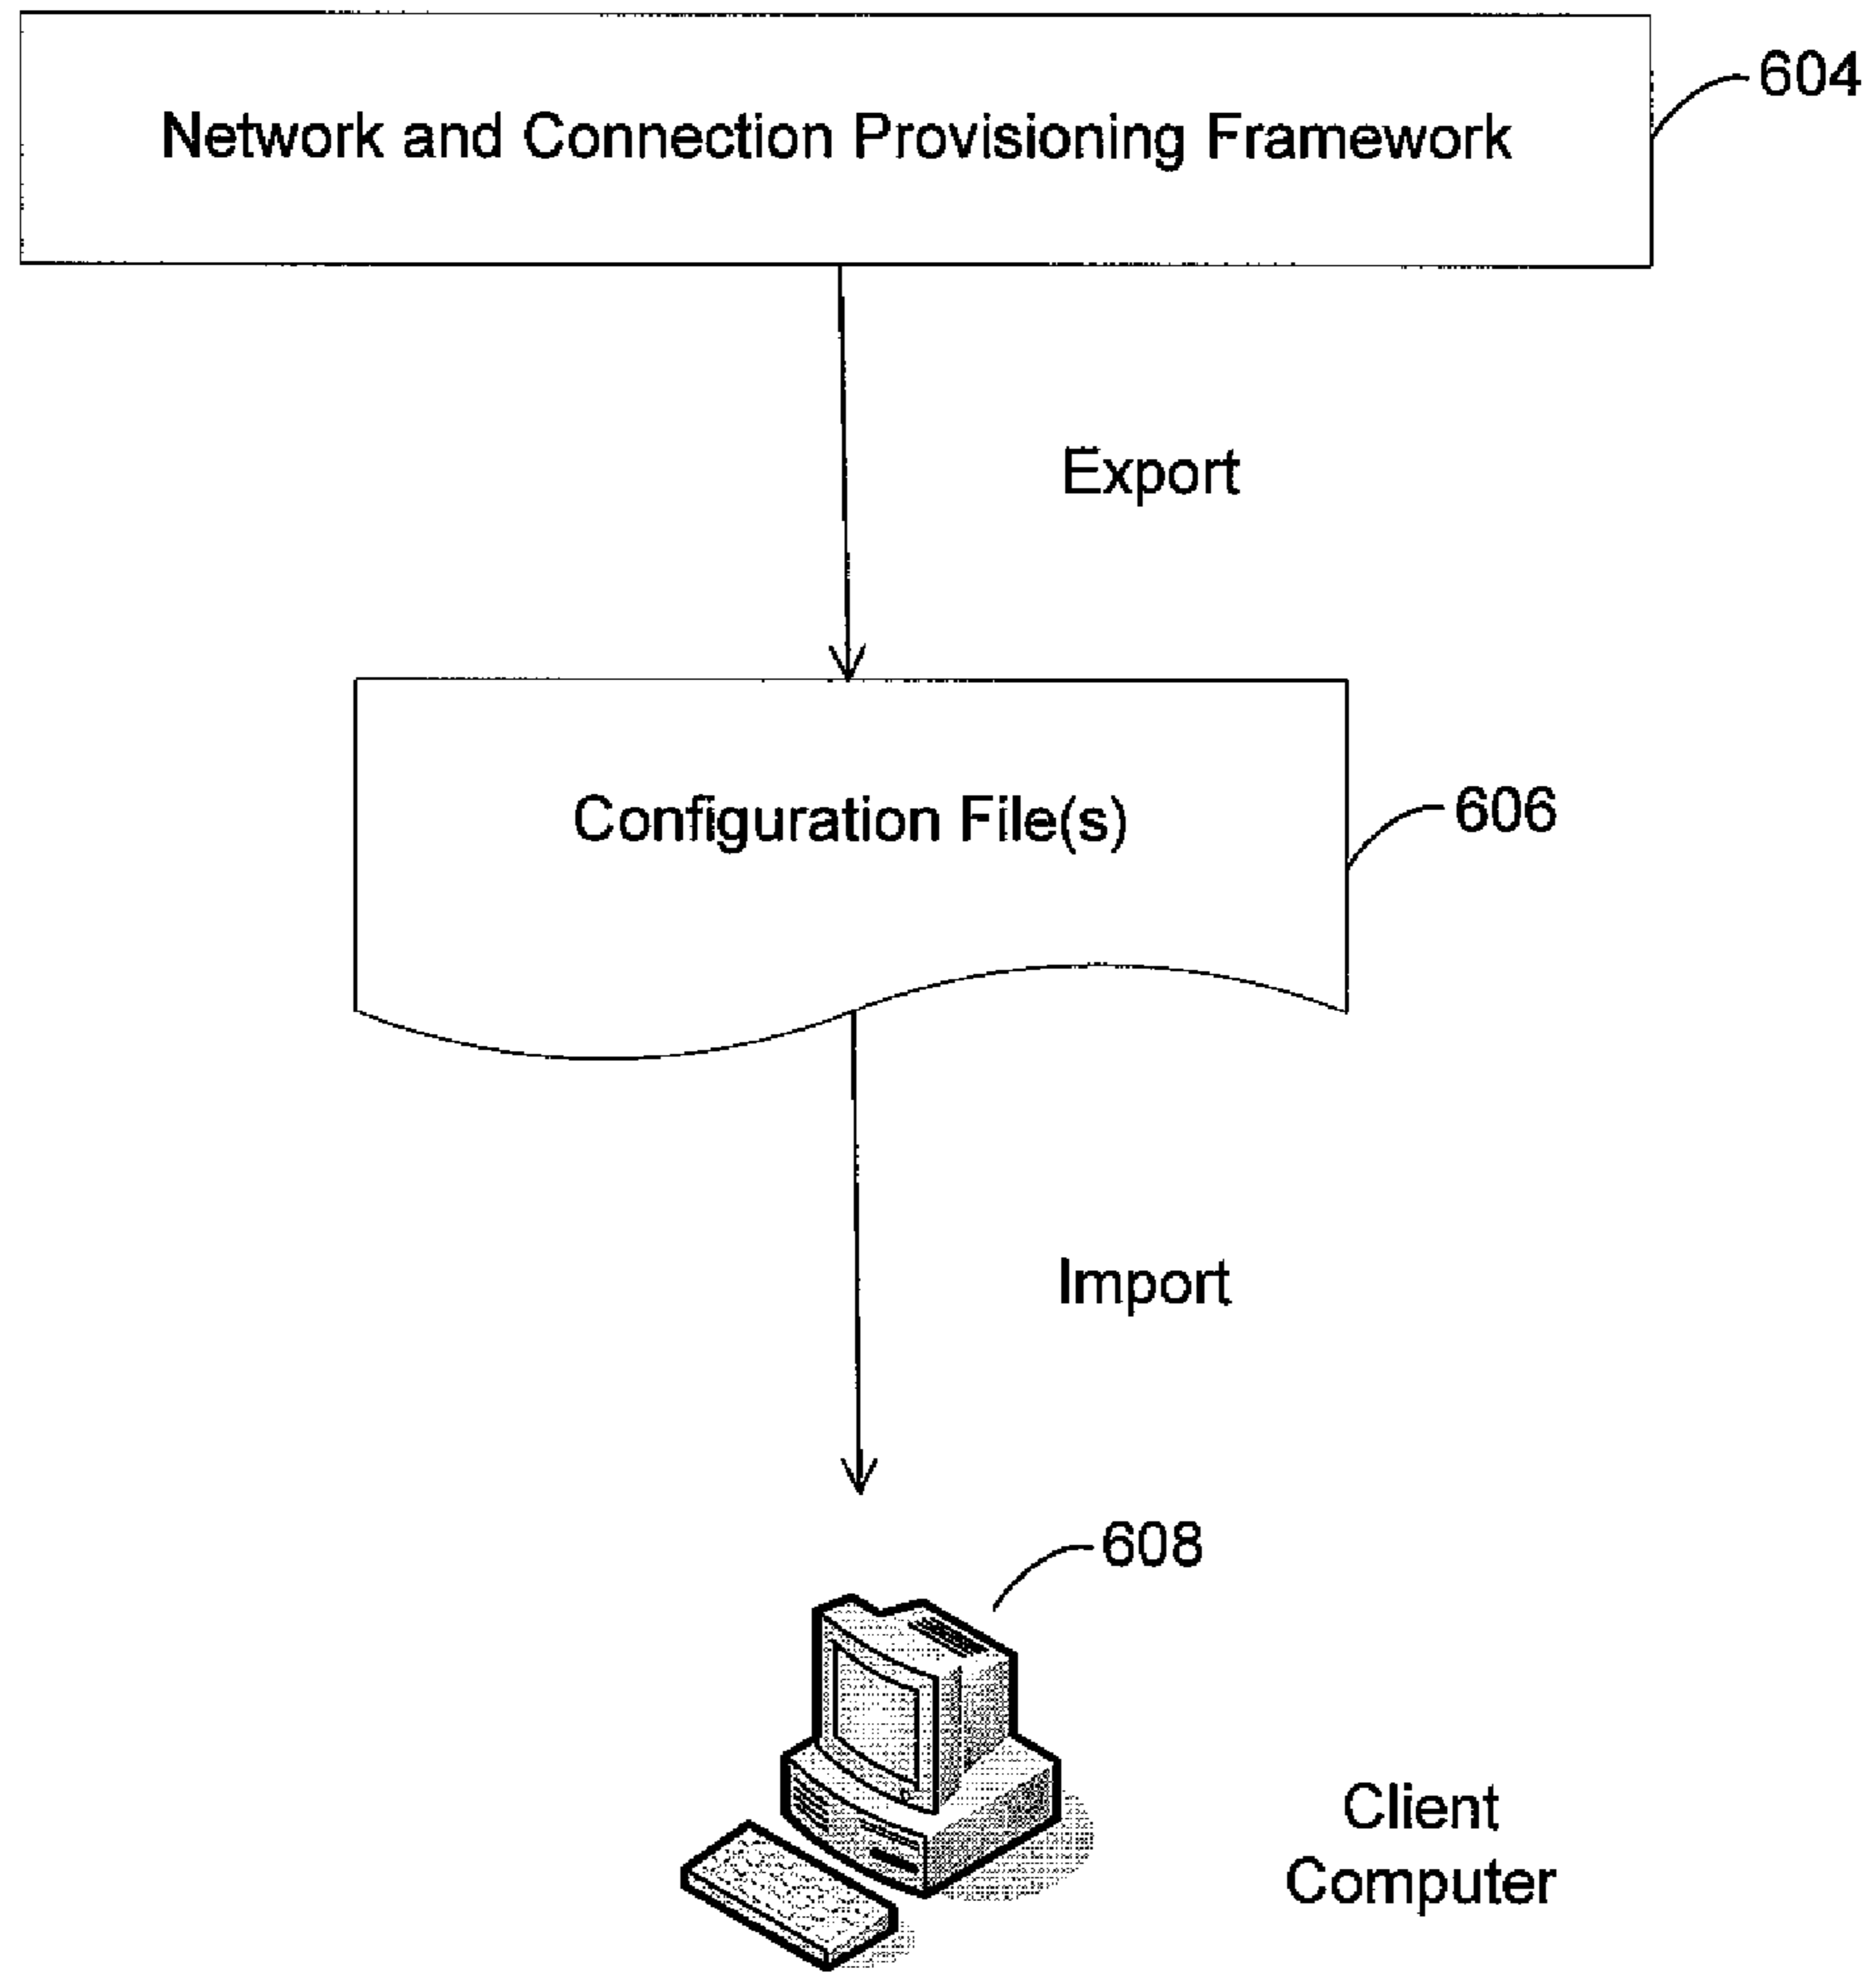 604
Network and Connection Provisioning Framework
Export
Configuration File(s)
606
Import
608
Client
Computer